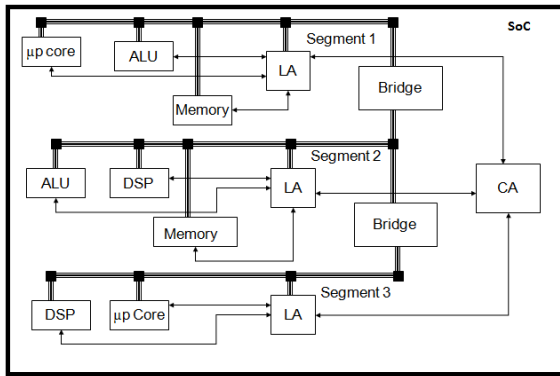 SoC
Segment 1
µp core
ALU
LA
Bridge
Memory
Segment 2
ALU
DSP
LA
CA
Memory
Bridge
Segment 3
DSP
µp Core
LA